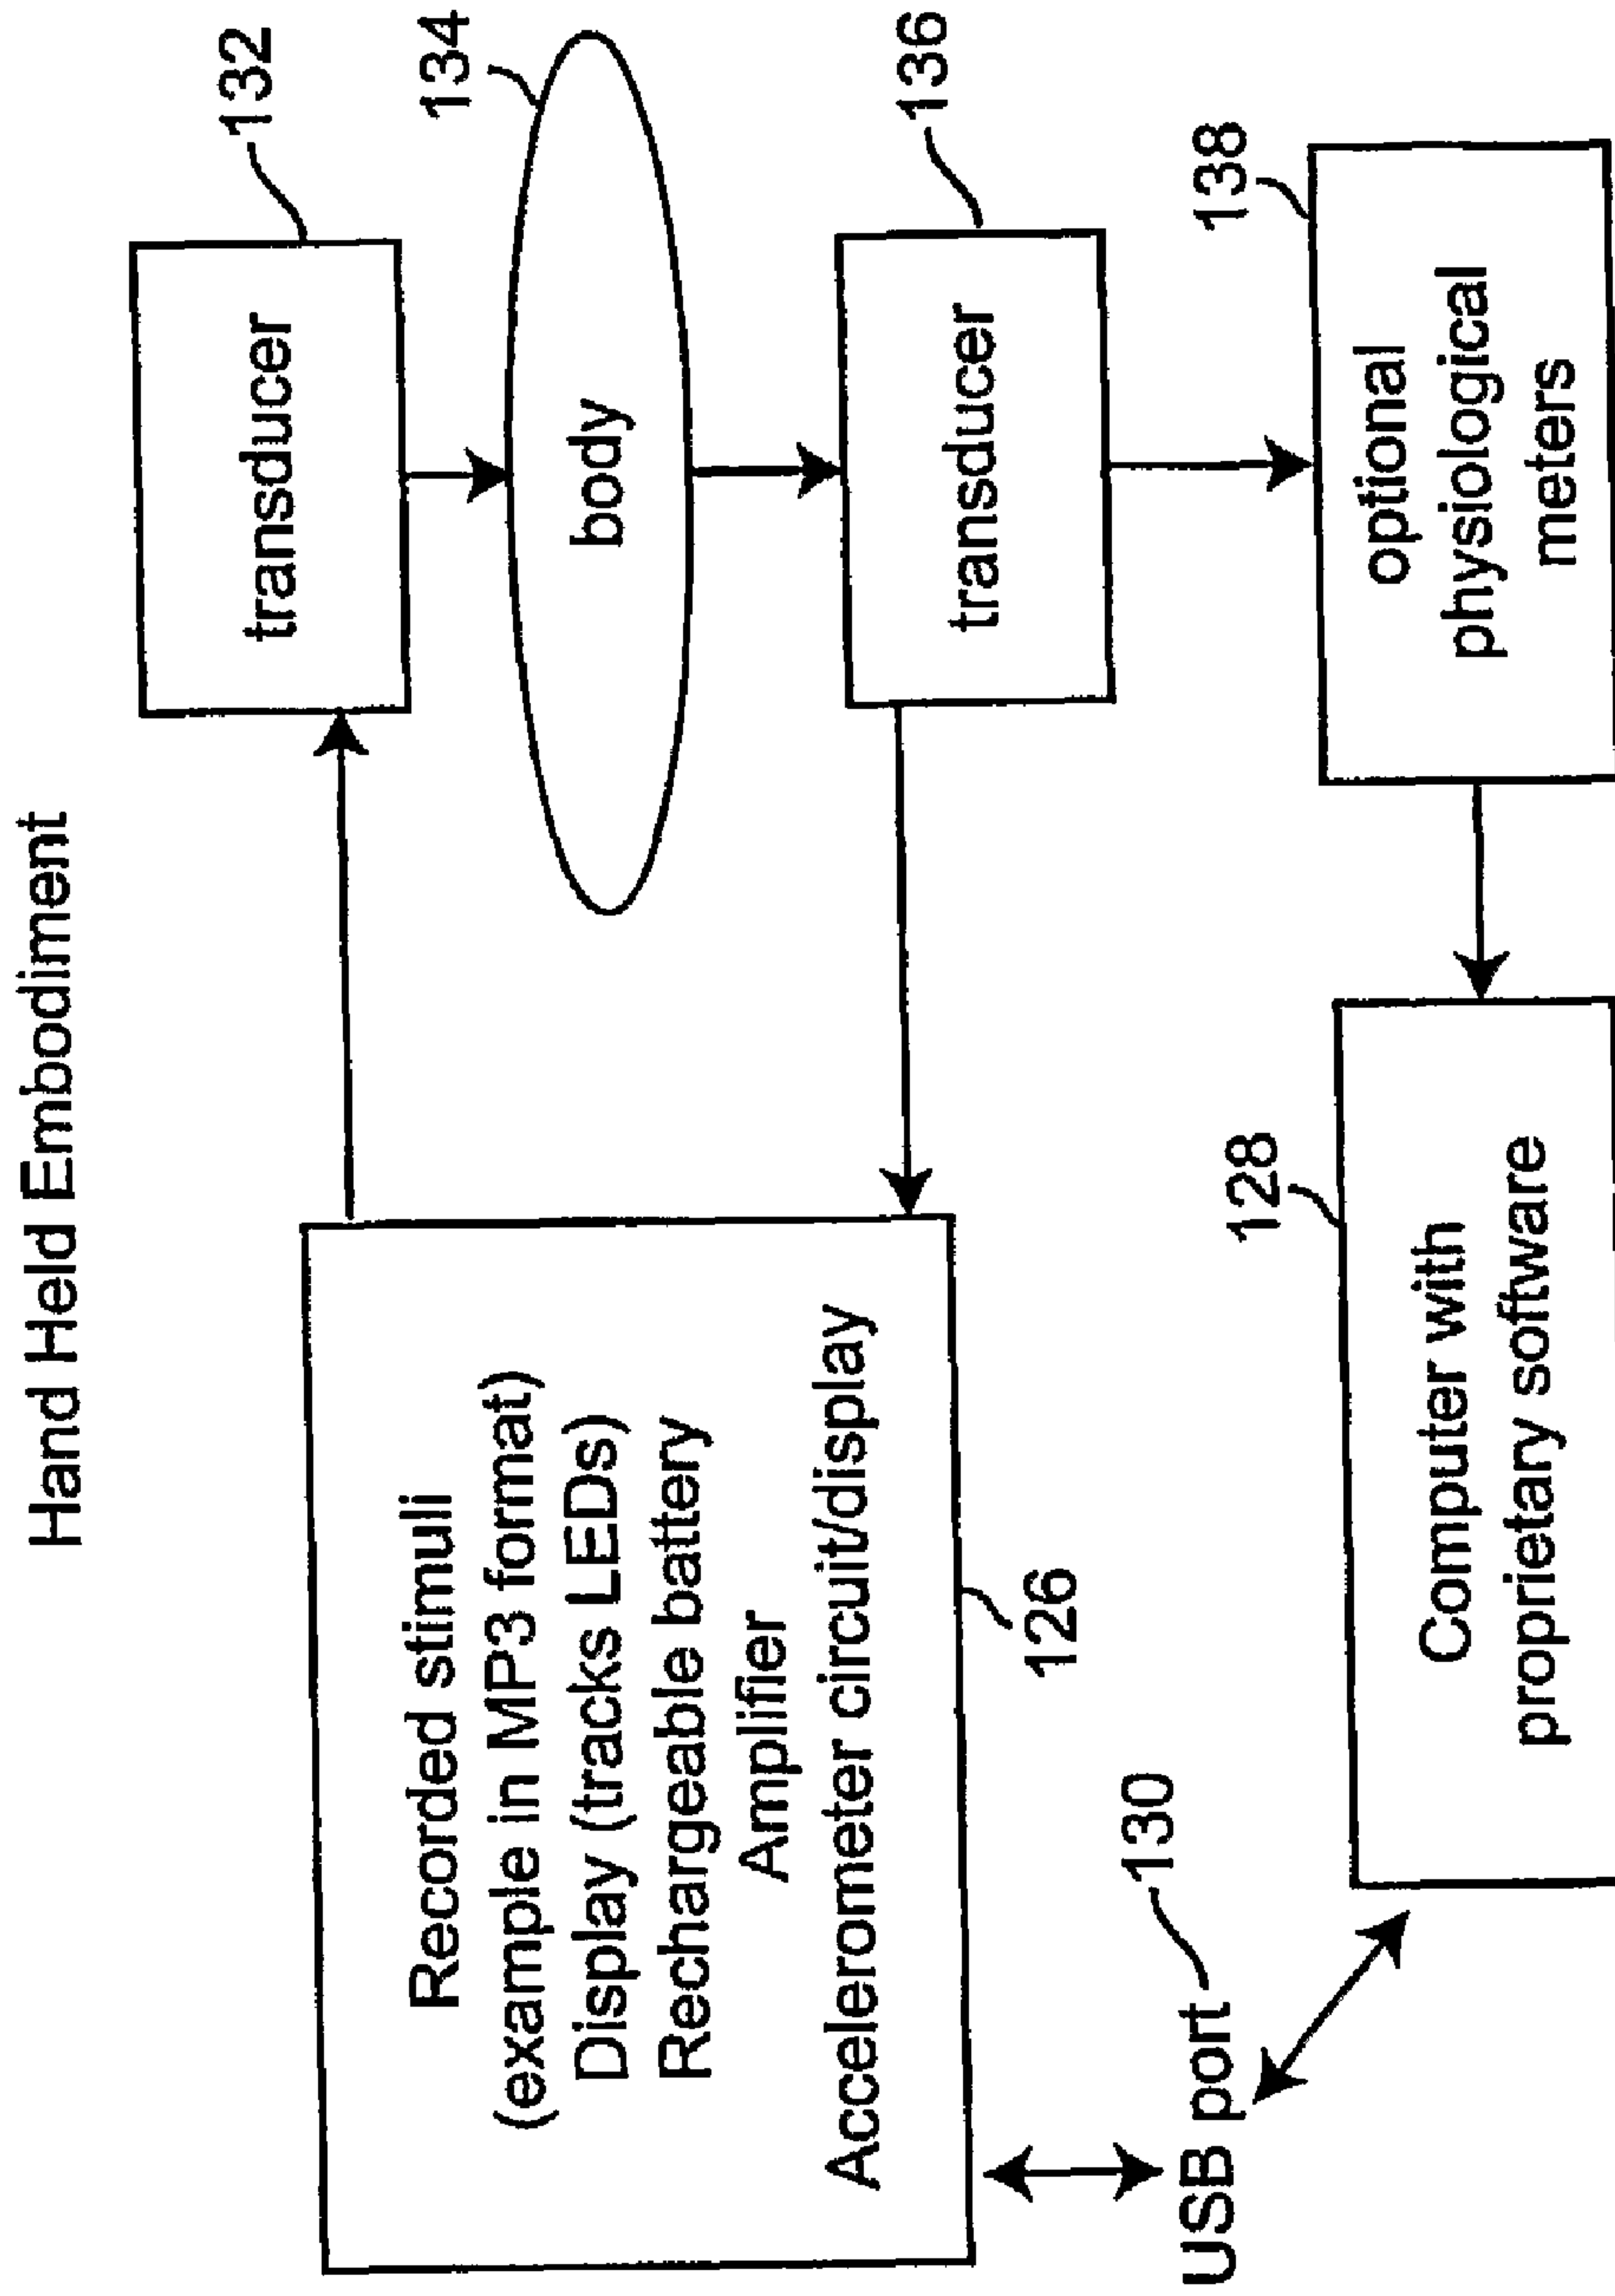 Hand Held Embodiment
Recorded stimuli
(example in MP3 format)
Display (tracks LEDs)
Rechargeable battery
Amplifier
Accelerometer circuit/display
126
transducer
132
body
134
transducer
136
USB port
130
Computer with
proprietary software
128
optional
physiological
meters
138